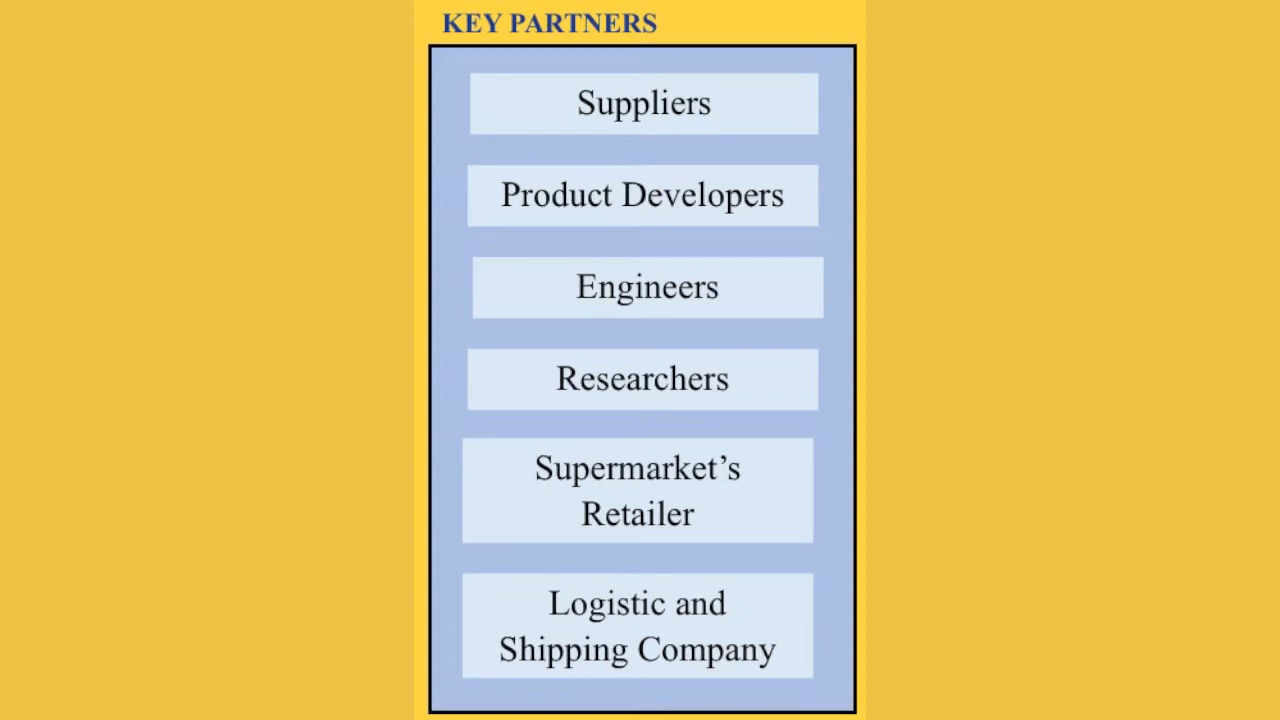 KEY PARTNERS
Suppliers
Product Developers
Engineers
Researchers
Supermarket’s
Retailer
Logistic and
Shipping Company